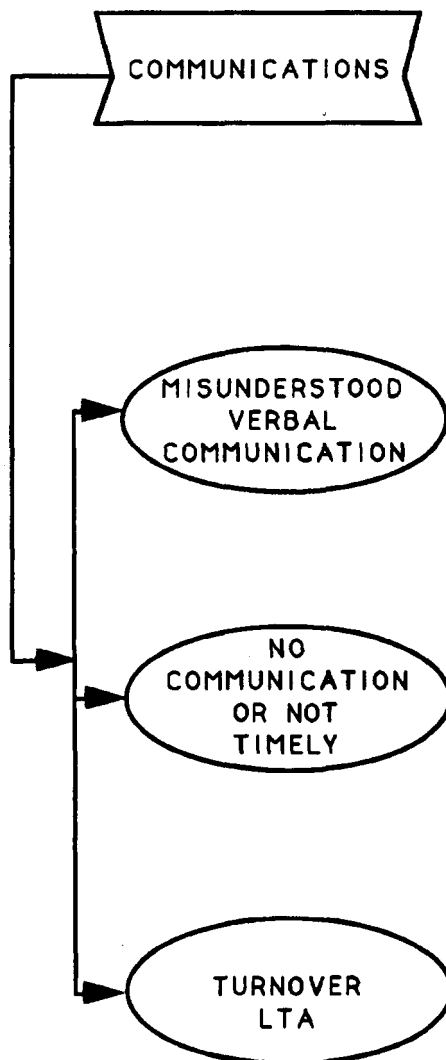 COMMUNICATIONS
MISUNDERSTOOD
VERBAL
COMMUNICATION
NO
COMMUNICATION
OR NOT
TIMELY
TURNOVER
LTA